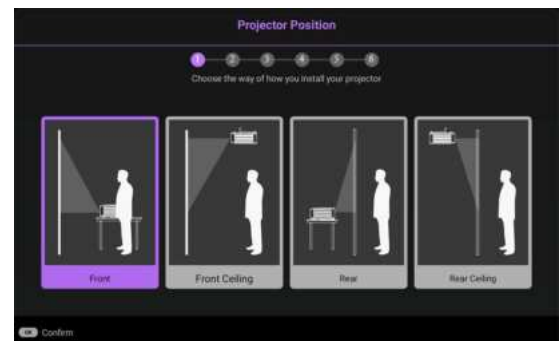 Projector Position
1 2 3 4 5 6
Choose the way of how you install your projector
Front
Front Ceiling
Rear
Rear Ceiling
OK Confirm